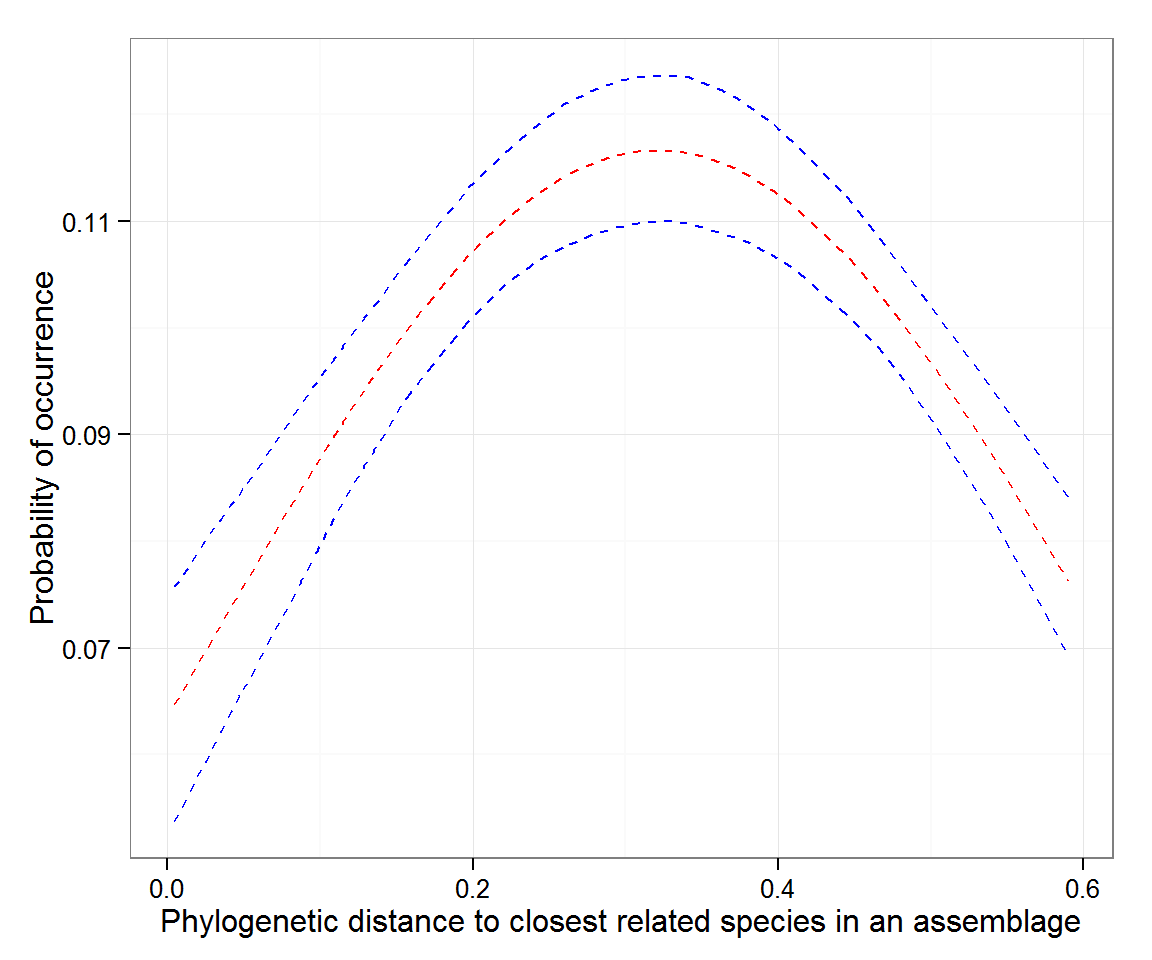 Probability of occurrence
0.11
0.09
0.07
0.0 0.2 0.4 0.6
Phylogenetic distance to closest related species in an assemblage